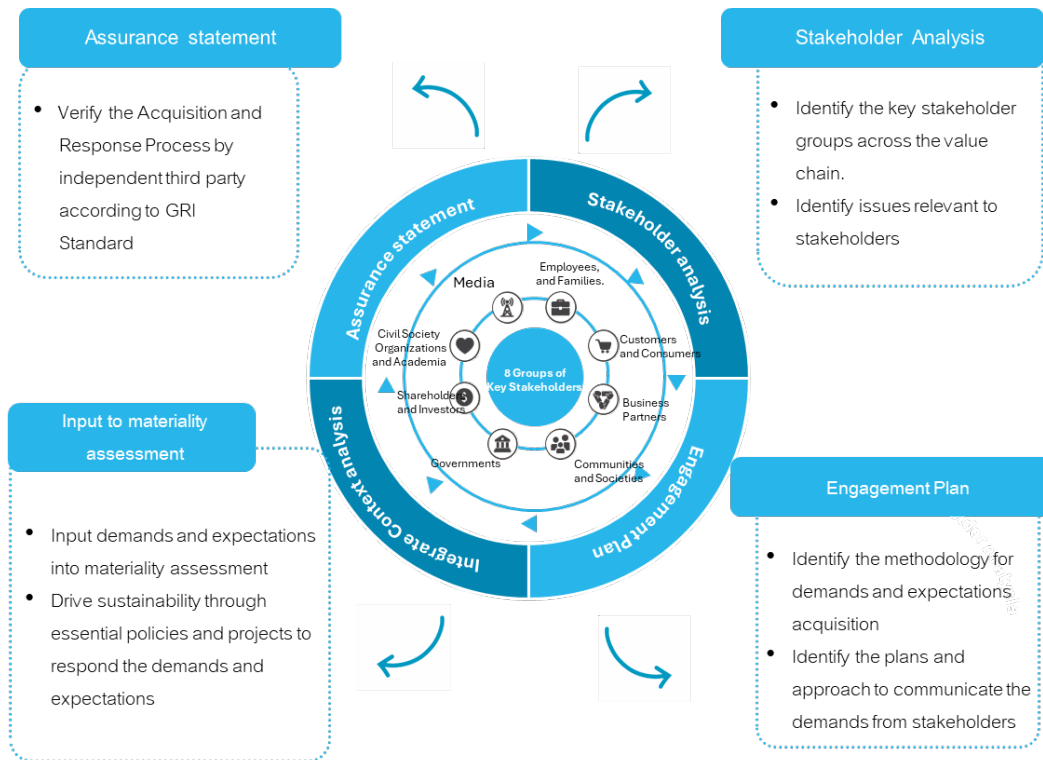 Assurance statement
• Verify the Acquisition and
Response Process by
independent third party
according to GRI
Standard
Stakeholder Analysis
• Identify the key stakeholder
groups across the value
chain.
• Identify issues relevant to
stakeholders
Assurance statement
Stakeholder analysis
Engagement Plan
Integrate Context analysis
Media
Employees,
and Families.
Customers
and Consumers
Business
Partners
Communities
and Societies
Governments
Shareholders
and Investors
Civil Society
Organizations
and Academia
8 Groups of
Key Stakeholders
Input to materiality
assessment
• Input demands and expectations
into materiality assessment
• Drive sustainability through
essential policies and projects to
respond the demands and
expectations
Engagement Plan
• Identify the methodology for
demands and expectations
acquisition
• Identify the plans and
approach to communicate the
demands from stakeholders